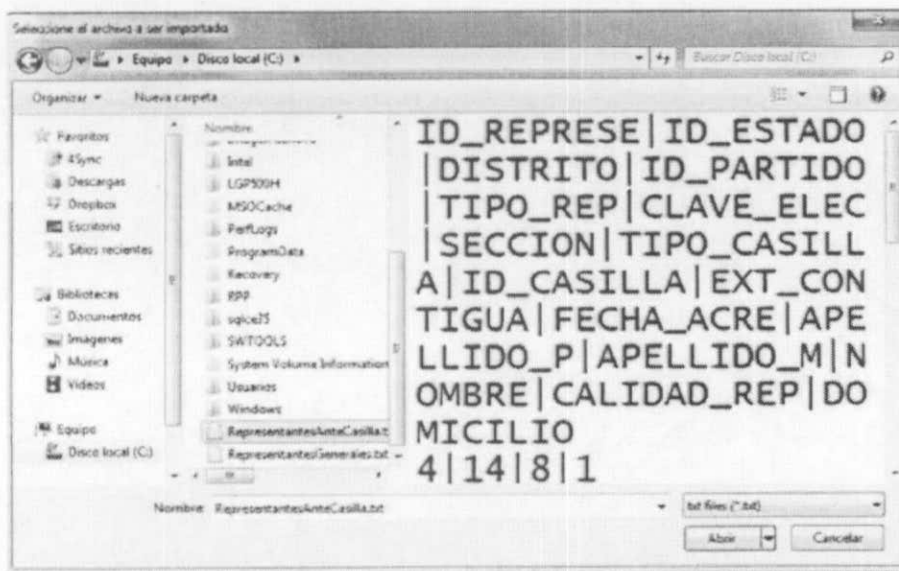 Seleccione el archivo a ser importado
Equipo ▸ Disco local (C:) ▸
Buscar Disco local (C:)
Organizar
Nueva carpeta
Favoritos
4Sync
Descargas
Dropbox
Escritorio
Sitios recientes
Bibliotecas
Documentos
Imágenes
Música
Videos
Equipo
Disco local (C:)
Nombre
Intel
LGP509H
MSOCache
PerfLogs
ProgramData
Recovery
RPP
sqlce35
SWTOOLS
System Volume Information
Usuarios
Windows
RepresentantesAnteCasilla.t
RepresentantesGenerales.txt
ID_REPRESE|ID_ESTADO
|DISTRITO|ID_PARTIDO
|TIPO_REP|CLAVE_ELEC
|SECCION|TIPO_CASILL
A|ID_CASILLA|EXT_CON
TIGUA|FECHA_ACRE|APE
LLIDO_P|APELLIDO_M|N
OMBRE|CALIDAD_REP|DO
MICILIO
4|14|8|1
Nombre: RepresentantesAnteCasilla.txt
txt files (*.txt)
Abrir
Cancelar